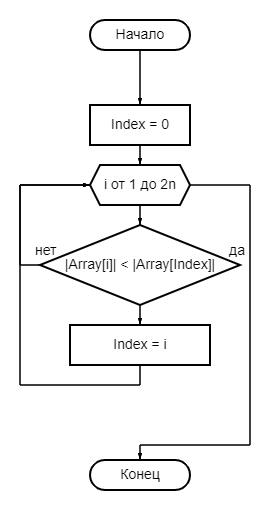 Начало
Index = 0
i от 1 до 2n
нет
да
|Array[i]| < |Array[Index]|
Index = i
Конец